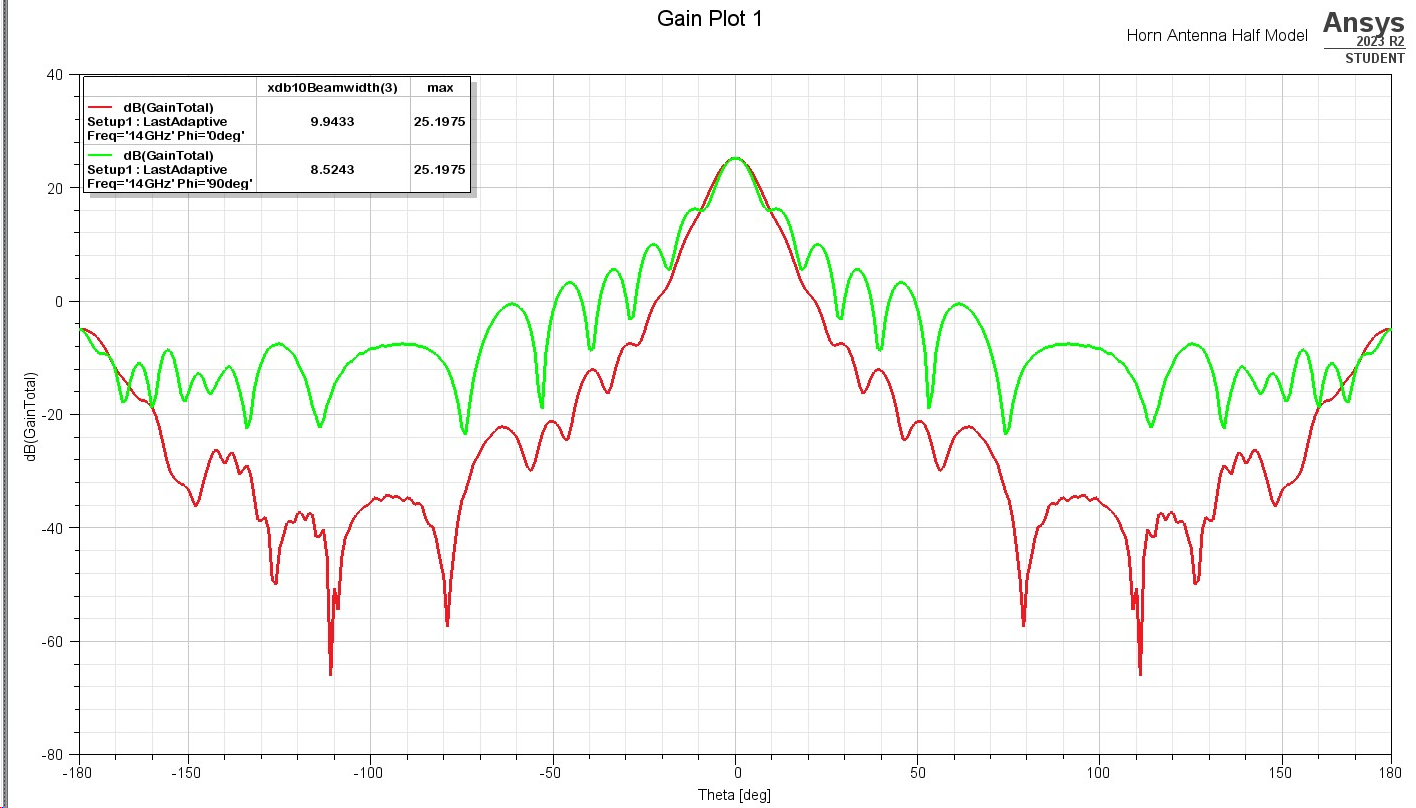 Gain Plot 1
Horn Antenna Half Model
Ansys
2023 R2
STUDENT
xdb10Beamwidth(3) max
dB(GainTotal)
Setup1 : LastAdaptive 9.9433 25.1975
Freq='14GHz' Phi='0deg'
dB(GainTotal)
Setup1 : LastAdaptive 8.5243 25.1975
Freq='14GHz' Phi='90deg'
dB(GainTotal)
40
20
0
-20
-40
-60
-80
-180 -150 -100 -50 0 50 100 150 180
Theta [deg]